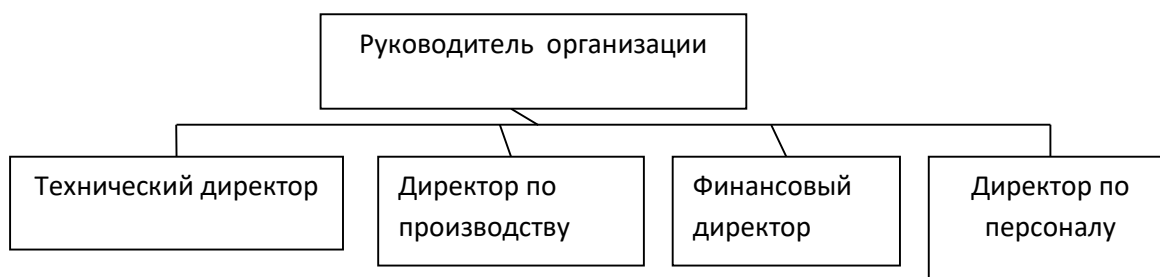 Руководитель организации
Технический директор
Директор по
производству
Финансовый
директор
Директор по
персоналу